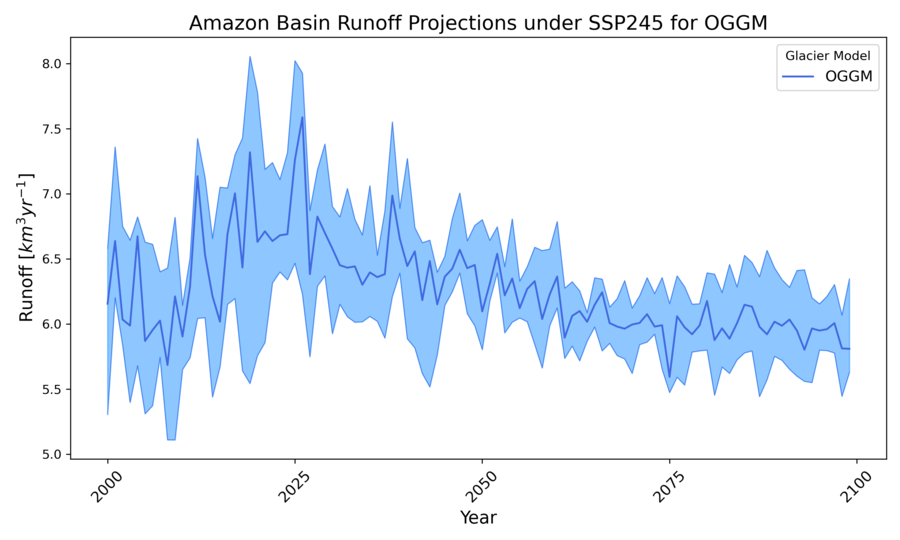 Amazon Basin Runoff Projections under SSP245 for OGGM
Glacier Model
OGGM
8.0
7.5
7.0
6.5
6.0
5.5
5.0
Runoff [km³yr⁻¹]
2000
2025
2050
2075
2100
Year